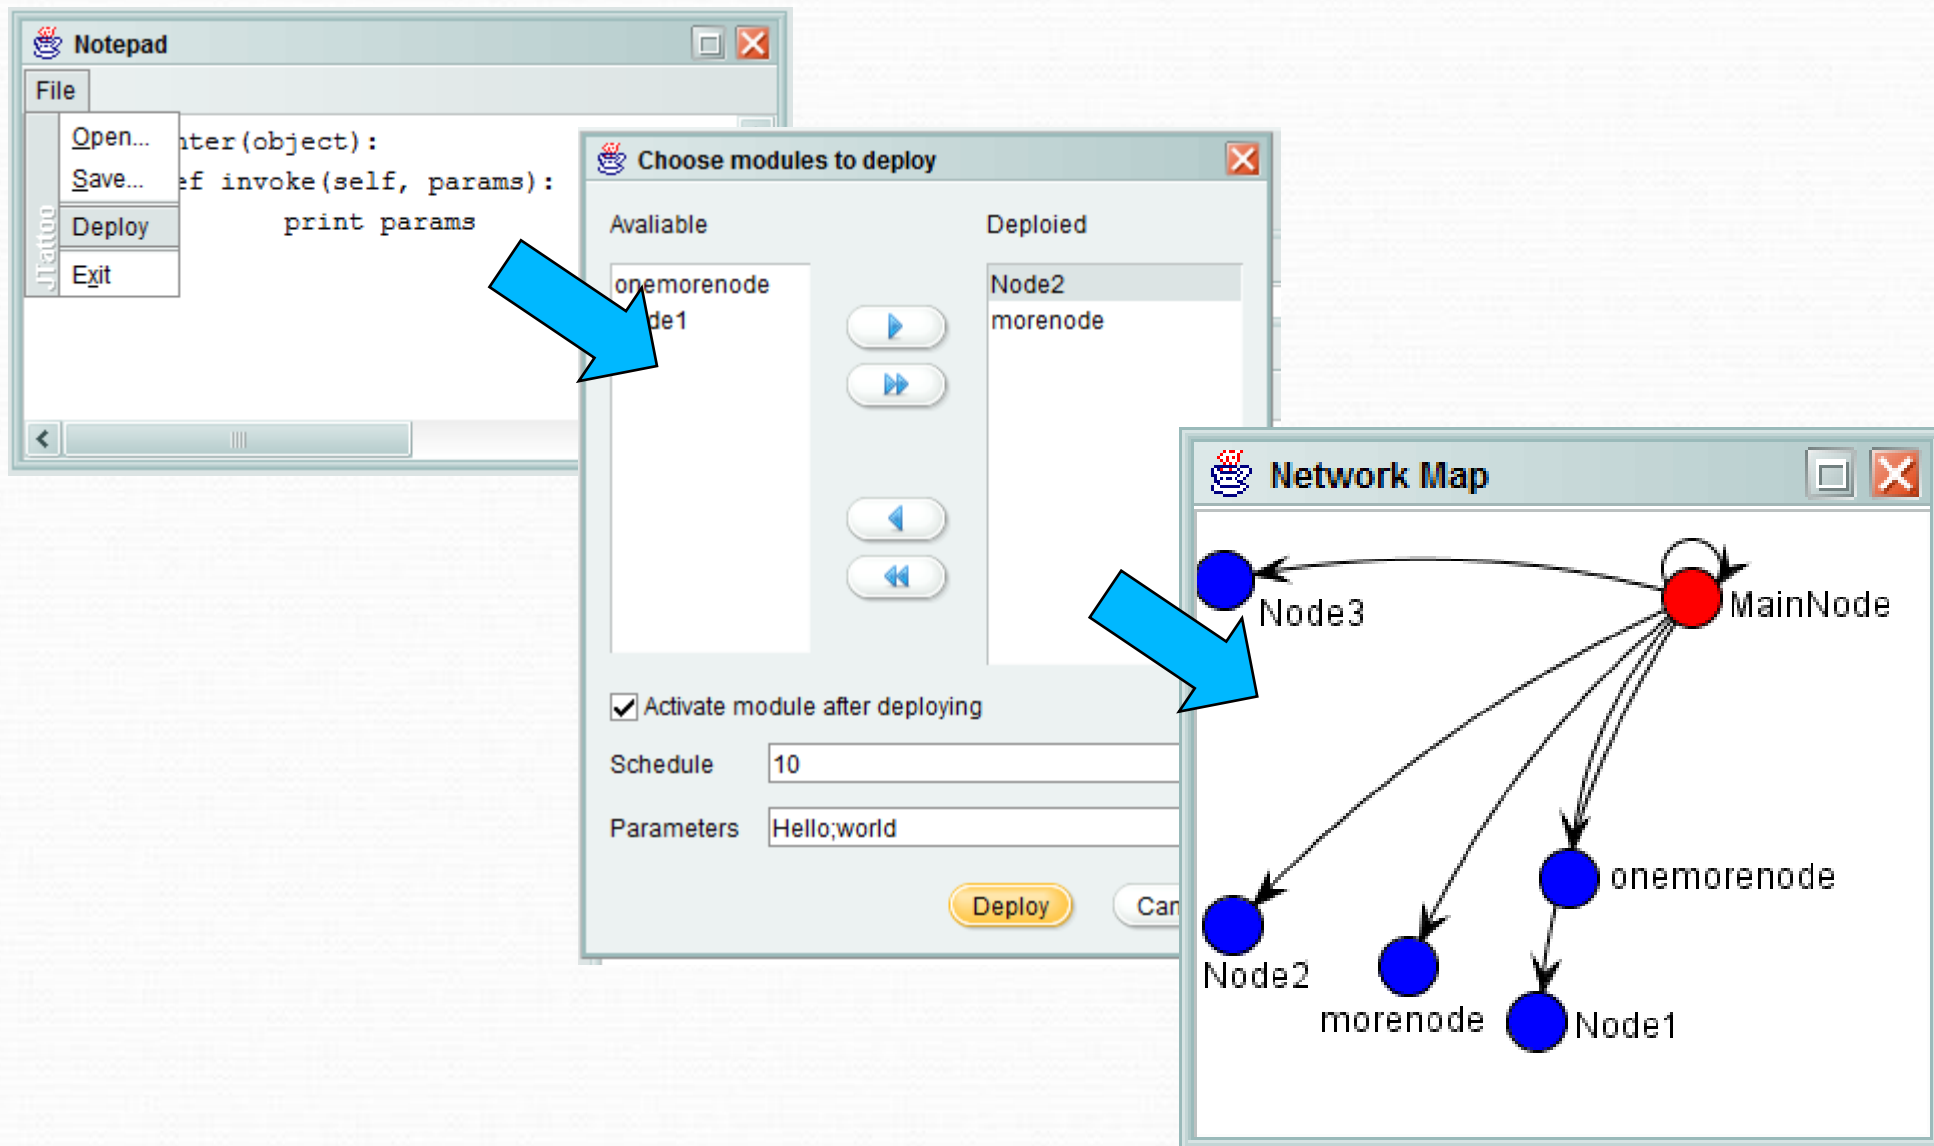 Notepad
File
Open...
Save...
Deploy
Exit
JTattoo
nter(object):
ef invoke(self, params):
print params
Choose modules to deploy
Avaliable
Deploied
onemorenode
de1
Node2
morenode
Activate module after deploying
Schedule 10
Parameters Hello;world
Deploy
Can
Network Map
Node3
MainNode
onemorenode
Node2
morenode
Node1